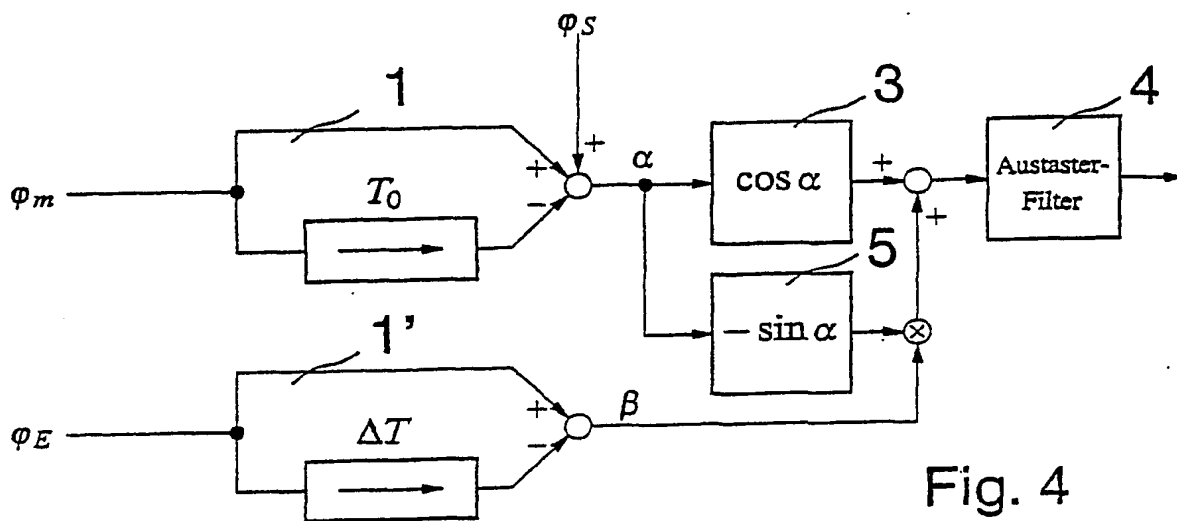 φS
1
3
4
φm
T0
+
−
+
α
cos α
+
+
Austaster-
Filter
5
− sin α
1'
φE
ΔT
+
−
β
Fig. 4